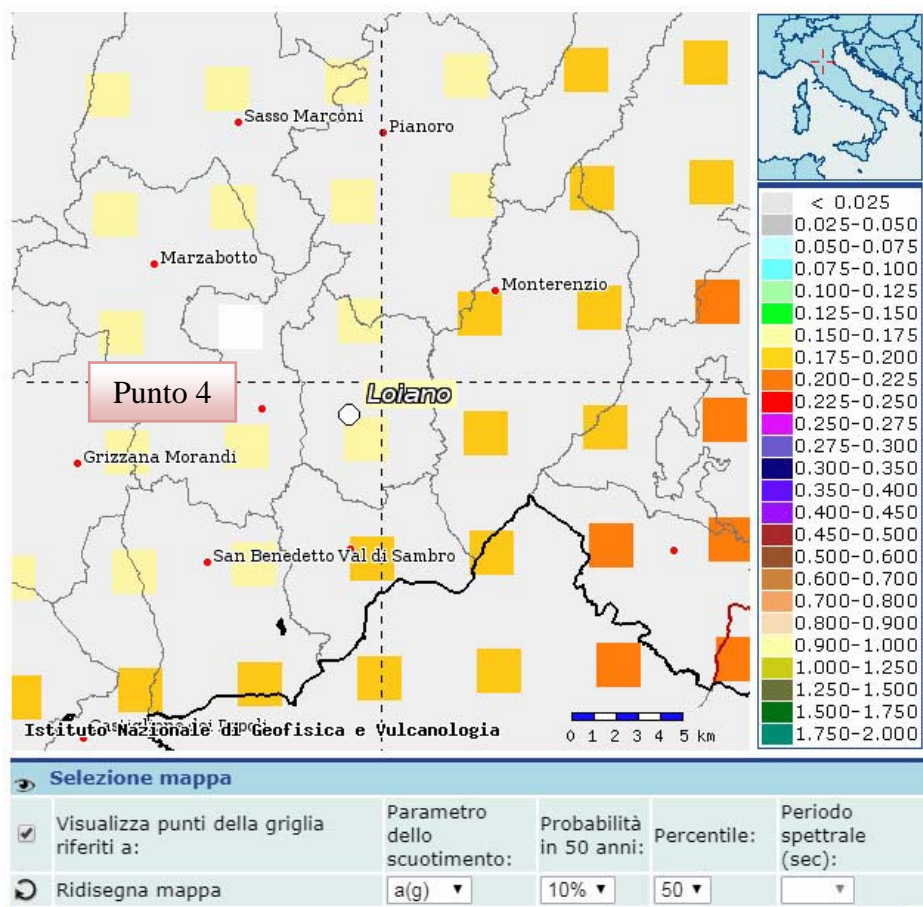 Sasso Marconi
Pianoro
Marzabotto
Monterenzio
Punto 4
Loiano
Grizzana Morandi
San Benedetto Val di Sambro
Istituto Nazionale di Geofisica e Vulcanologia
0 1 2 3 4 5 km
< 0.025
0.025-0.050
0.050-0.075
0.075-0.100
0.100-0.125
0.125-0.150
0.150-0.175
0.175-0.200
0.200-0.225
0.225-0.250
0.250-0.275
0.275-0.300
0.300-0.350
0.350-0.400
0.400-0.450
0.450-0.500
0.500-0.600
0.600-0.700
0.700-0.800
0.800-0.900
0.900-1.000
1.000-1.250
1.250-1.500
1.500-1.750
1.750-2.000
Selezione mappa
Visualizza punti della griglia
riferiti a:
Parametro
dello
scuotimento:
Probabilità
in 50 anni:
Percentile:
Periodo
spettrale
(sec):
Ridisegna mappa
a(g)
10%
50